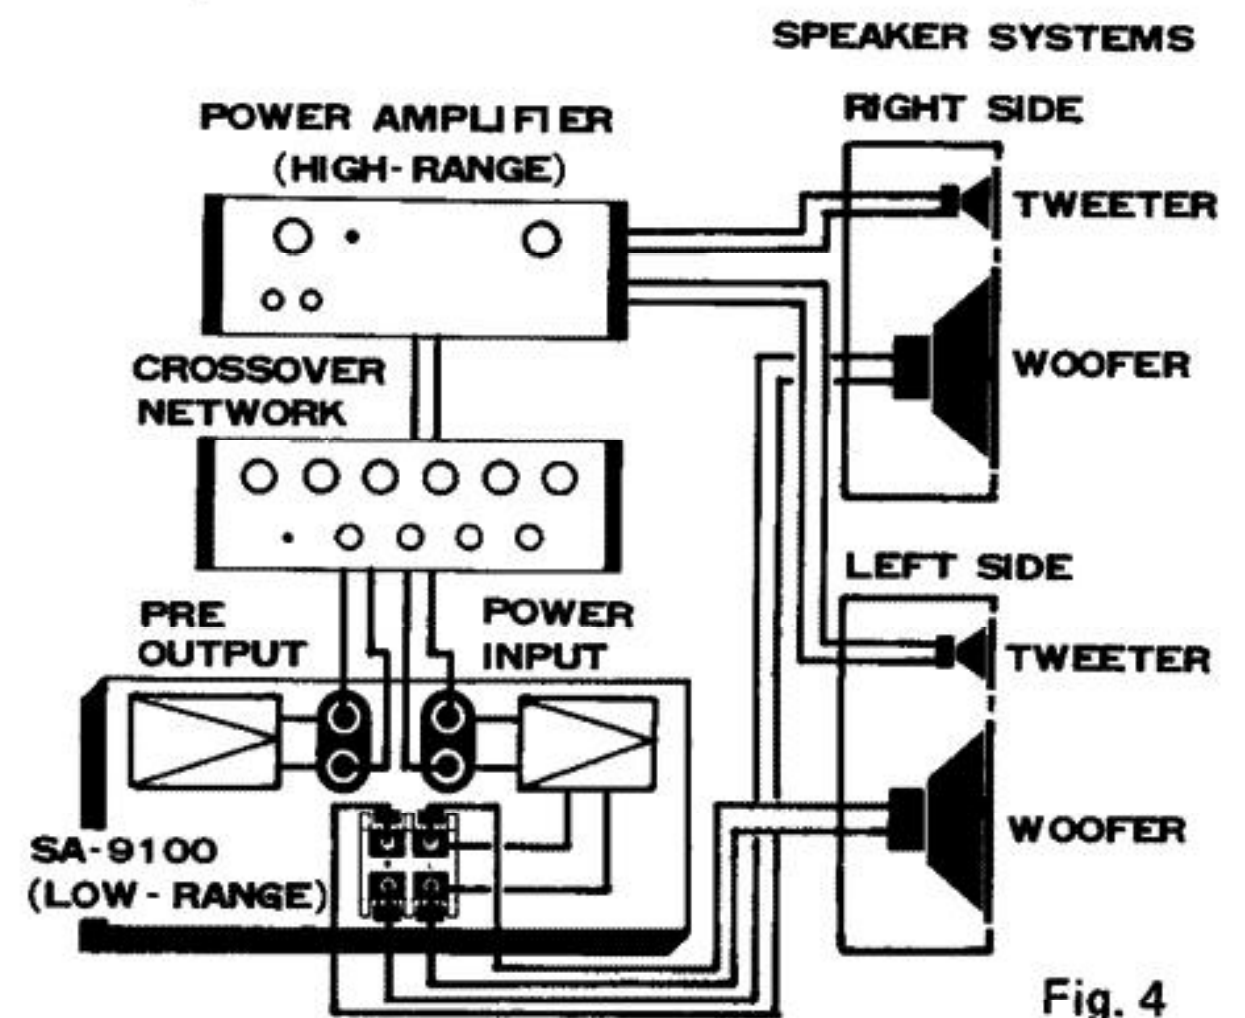 SPEAKER SYSTEMS
POWER AMPLIFIER
(HIGH-RANGE)
RIGHT SIDE
TWEETER
WOOFER
CROSSOVER
NETWORK
LEFT SIDE
TWEETER
WOOFER
PRE
OUTPUT
POWER
INPUT
SA-9100
(LOW-RANGE)
Fig. 4